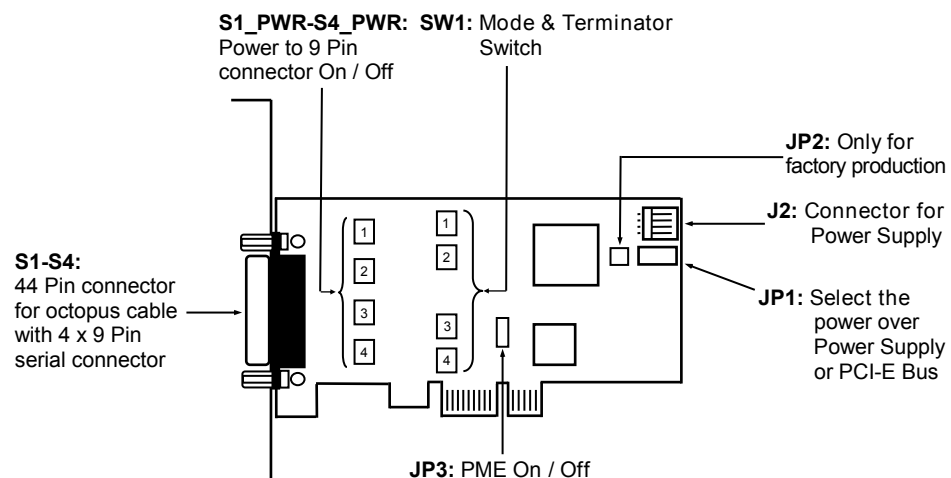 S1_PWR-S4_PWR:
Power to 9 Pin
connector On / Off
SW1: Mode & Terminator
Switch
JP2: Only for
factory production
J2: Connector for
Power Supply
JP1: Select the
power over
Power Supply
or PCI-E Bus
S1-S4:
44 Pin connector
for octopus cable
with 4 x 9 Pin
serial connector
1
2
3
4
1
2
3
4
JP3: PME On / Off